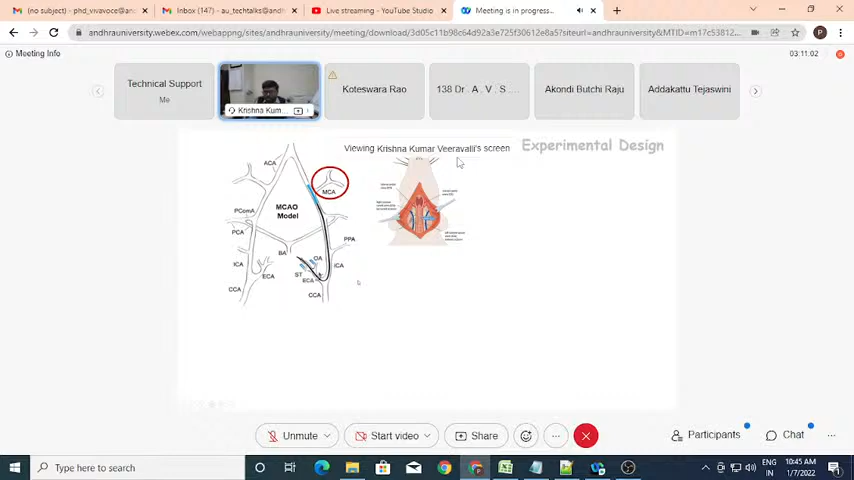 (no subject) - phd_vivavoce@and
Inbox (147) - au_techtalks@andh
Live streaming - YouTube Studio
Meeting is in progress...
andhrauniversity.webex.com/webappng/sites/andhrauniversity/meeting/download/3d05c11b98c64d92a3e725f30612e8a5?siteurl=andhrauniversity&MTID=m17c53812...
P
Meeting Info
03:11:02
Technical Support
Me
Krishna Kum...
Koteswara Rao
138 Dr . A . V . S ....
Akondi Butchi Raju
Addakattu Tejaswini
Viewing Krishna Kumar Veeravalli's screen
Experimental Design
ACA
MCA
MCAO
Model
PComA
PCA
PPA
BA
OA
ICA
ICA
ST
ECA
ECA
CCA
CCA
Unmute
Start video
Share
Participants
Chat
Type here to search
ENG
IN
10:45 AM
1/7/2022